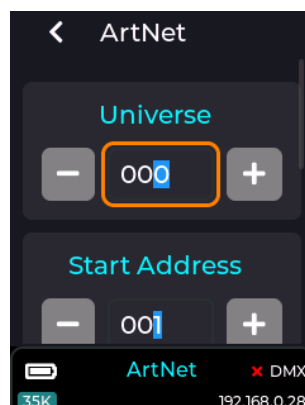 ArtNet
Universe
− 000 +
Start Address
− 001 +
ArtNet × DMX
35K 192.168.0.28